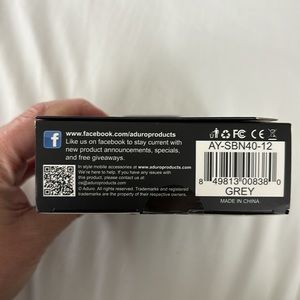 www.facebook.com/aduroproducts
Like us on facebook to stay current with
new product announcements, specials,
and free giveaways.
In style mobile accessories at www.aduroproducts.com
We're here to help. If you have any issues with
this product, please contact us at:
cs@aduroproducts.com
© Aduro. All rights reserved. Trademarks and registered
trademarks are the property of their respective owners.
AY-SBN40-12
8 49813 00838 0
GREY
MADE IN CHINA